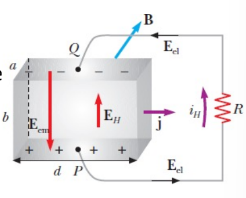 B
Q
E_el
a
− − − −
b
E_em
E_H
j
i_H
R
+ + + +
d
P
E_el